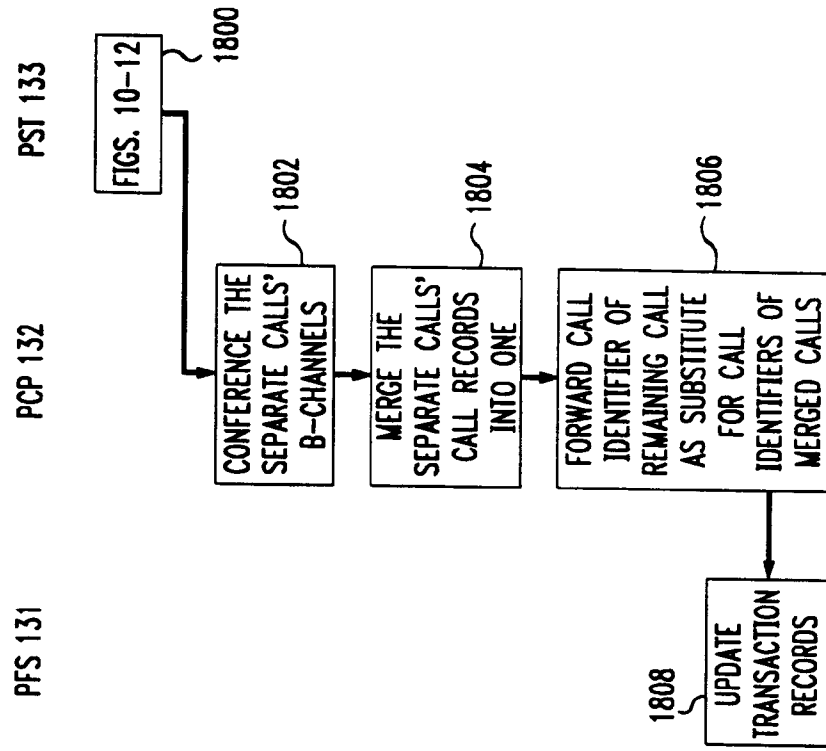 PFS 131
PCP 132
PST 133
FIGS. 10-12
1800
CONFERENCE THE
SEPARATE CALLS'
B-CHANNELS
1802
MERGE THE
SEPARATE CALLS'
CALL RECORDS
INTO ONE
1804
FORWARD CALL
IDENTIFIER OF
REMAINING CALL
AS SUBSTITUTE
FOR CALL
IDENTIFIERS OF
MERGED CALLS
1806
1808
UPDATE
TRANSACTION
RECORDS